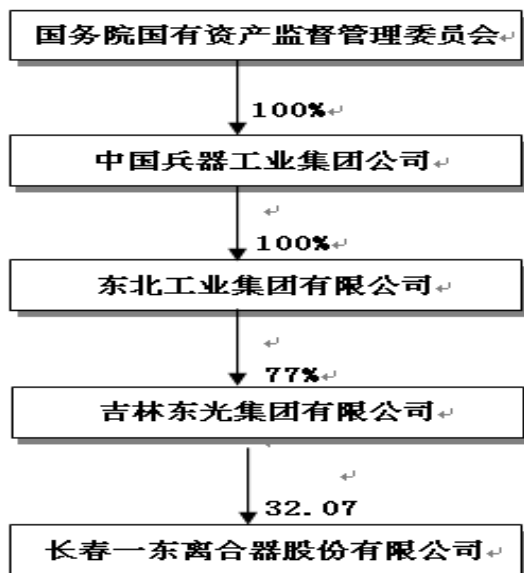 国务院国有资产监督管理委员会
100%
中国兵器工业集团公司
100%
东北工业集团有限公司
77%
吉林东光集团有限公司
32.07
长春一东离合器股份有限公司